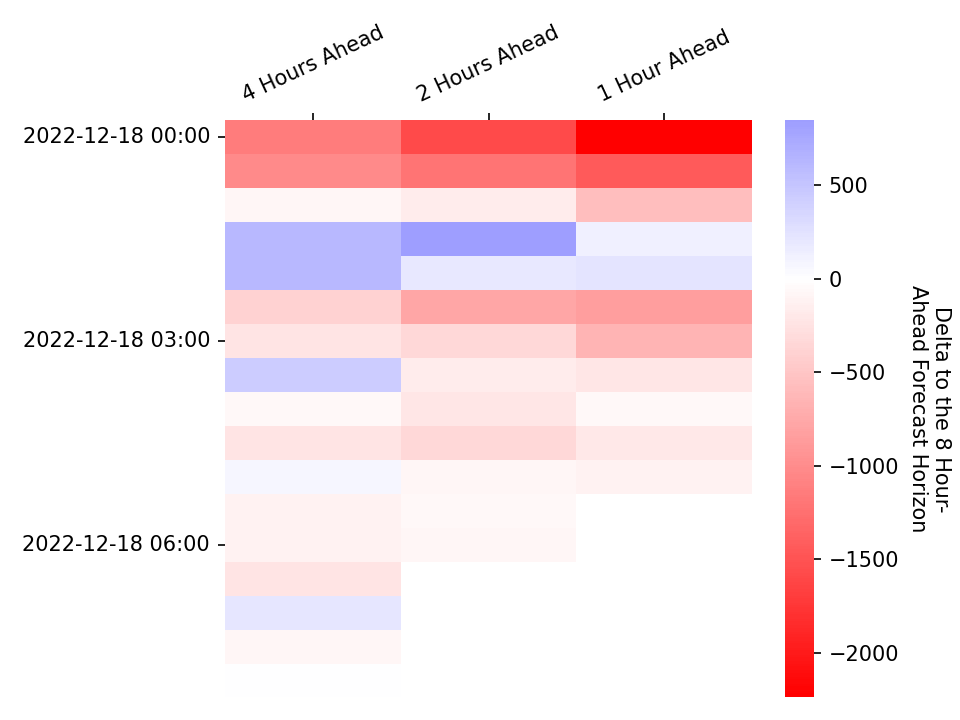 4 Hours Ahead
2 Hours Ahead
1 Hour Ahead
2022-12-18 00:00
2022-12-18 03:00
2022-12-18 06:00
500
0
−500
−1000
−1500
−2000
Delta to the 8 Hour-
Ahead Forecast Horizon